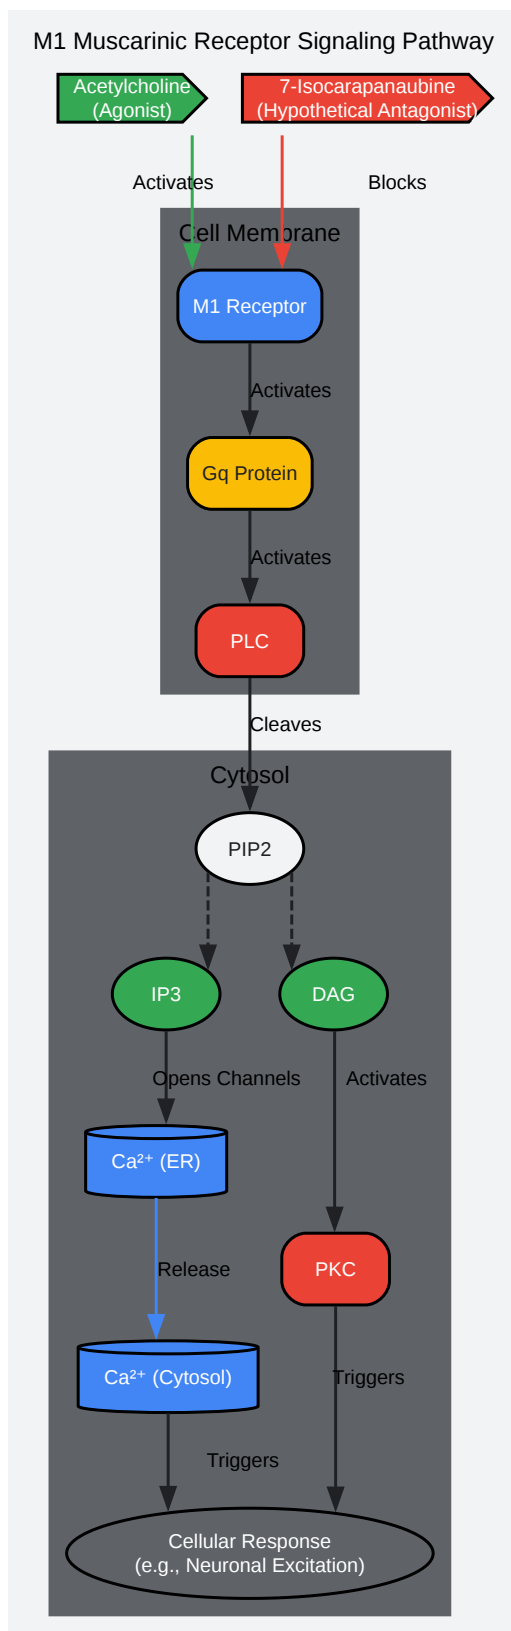 M1 Muscarinic Receptor Signaling Pathway
Acetylcholine
(Agonist)
7-Isocarapanaubine
(Hypothetical Antagonist)
Activates
Blocks
Cell Membrane
M1 Receptor
Activates
Gq Protein
Activates
PLC
Cleaves
Cytosol
PIP2
IP3
DAG
Opens Channels
Activates
Ca²⁺ (ER)
Release
PKC
Ca²⁺ (Cytosol)
Triggers
Triggers
Cellular Response
(e.g., Neuronal Excitation)